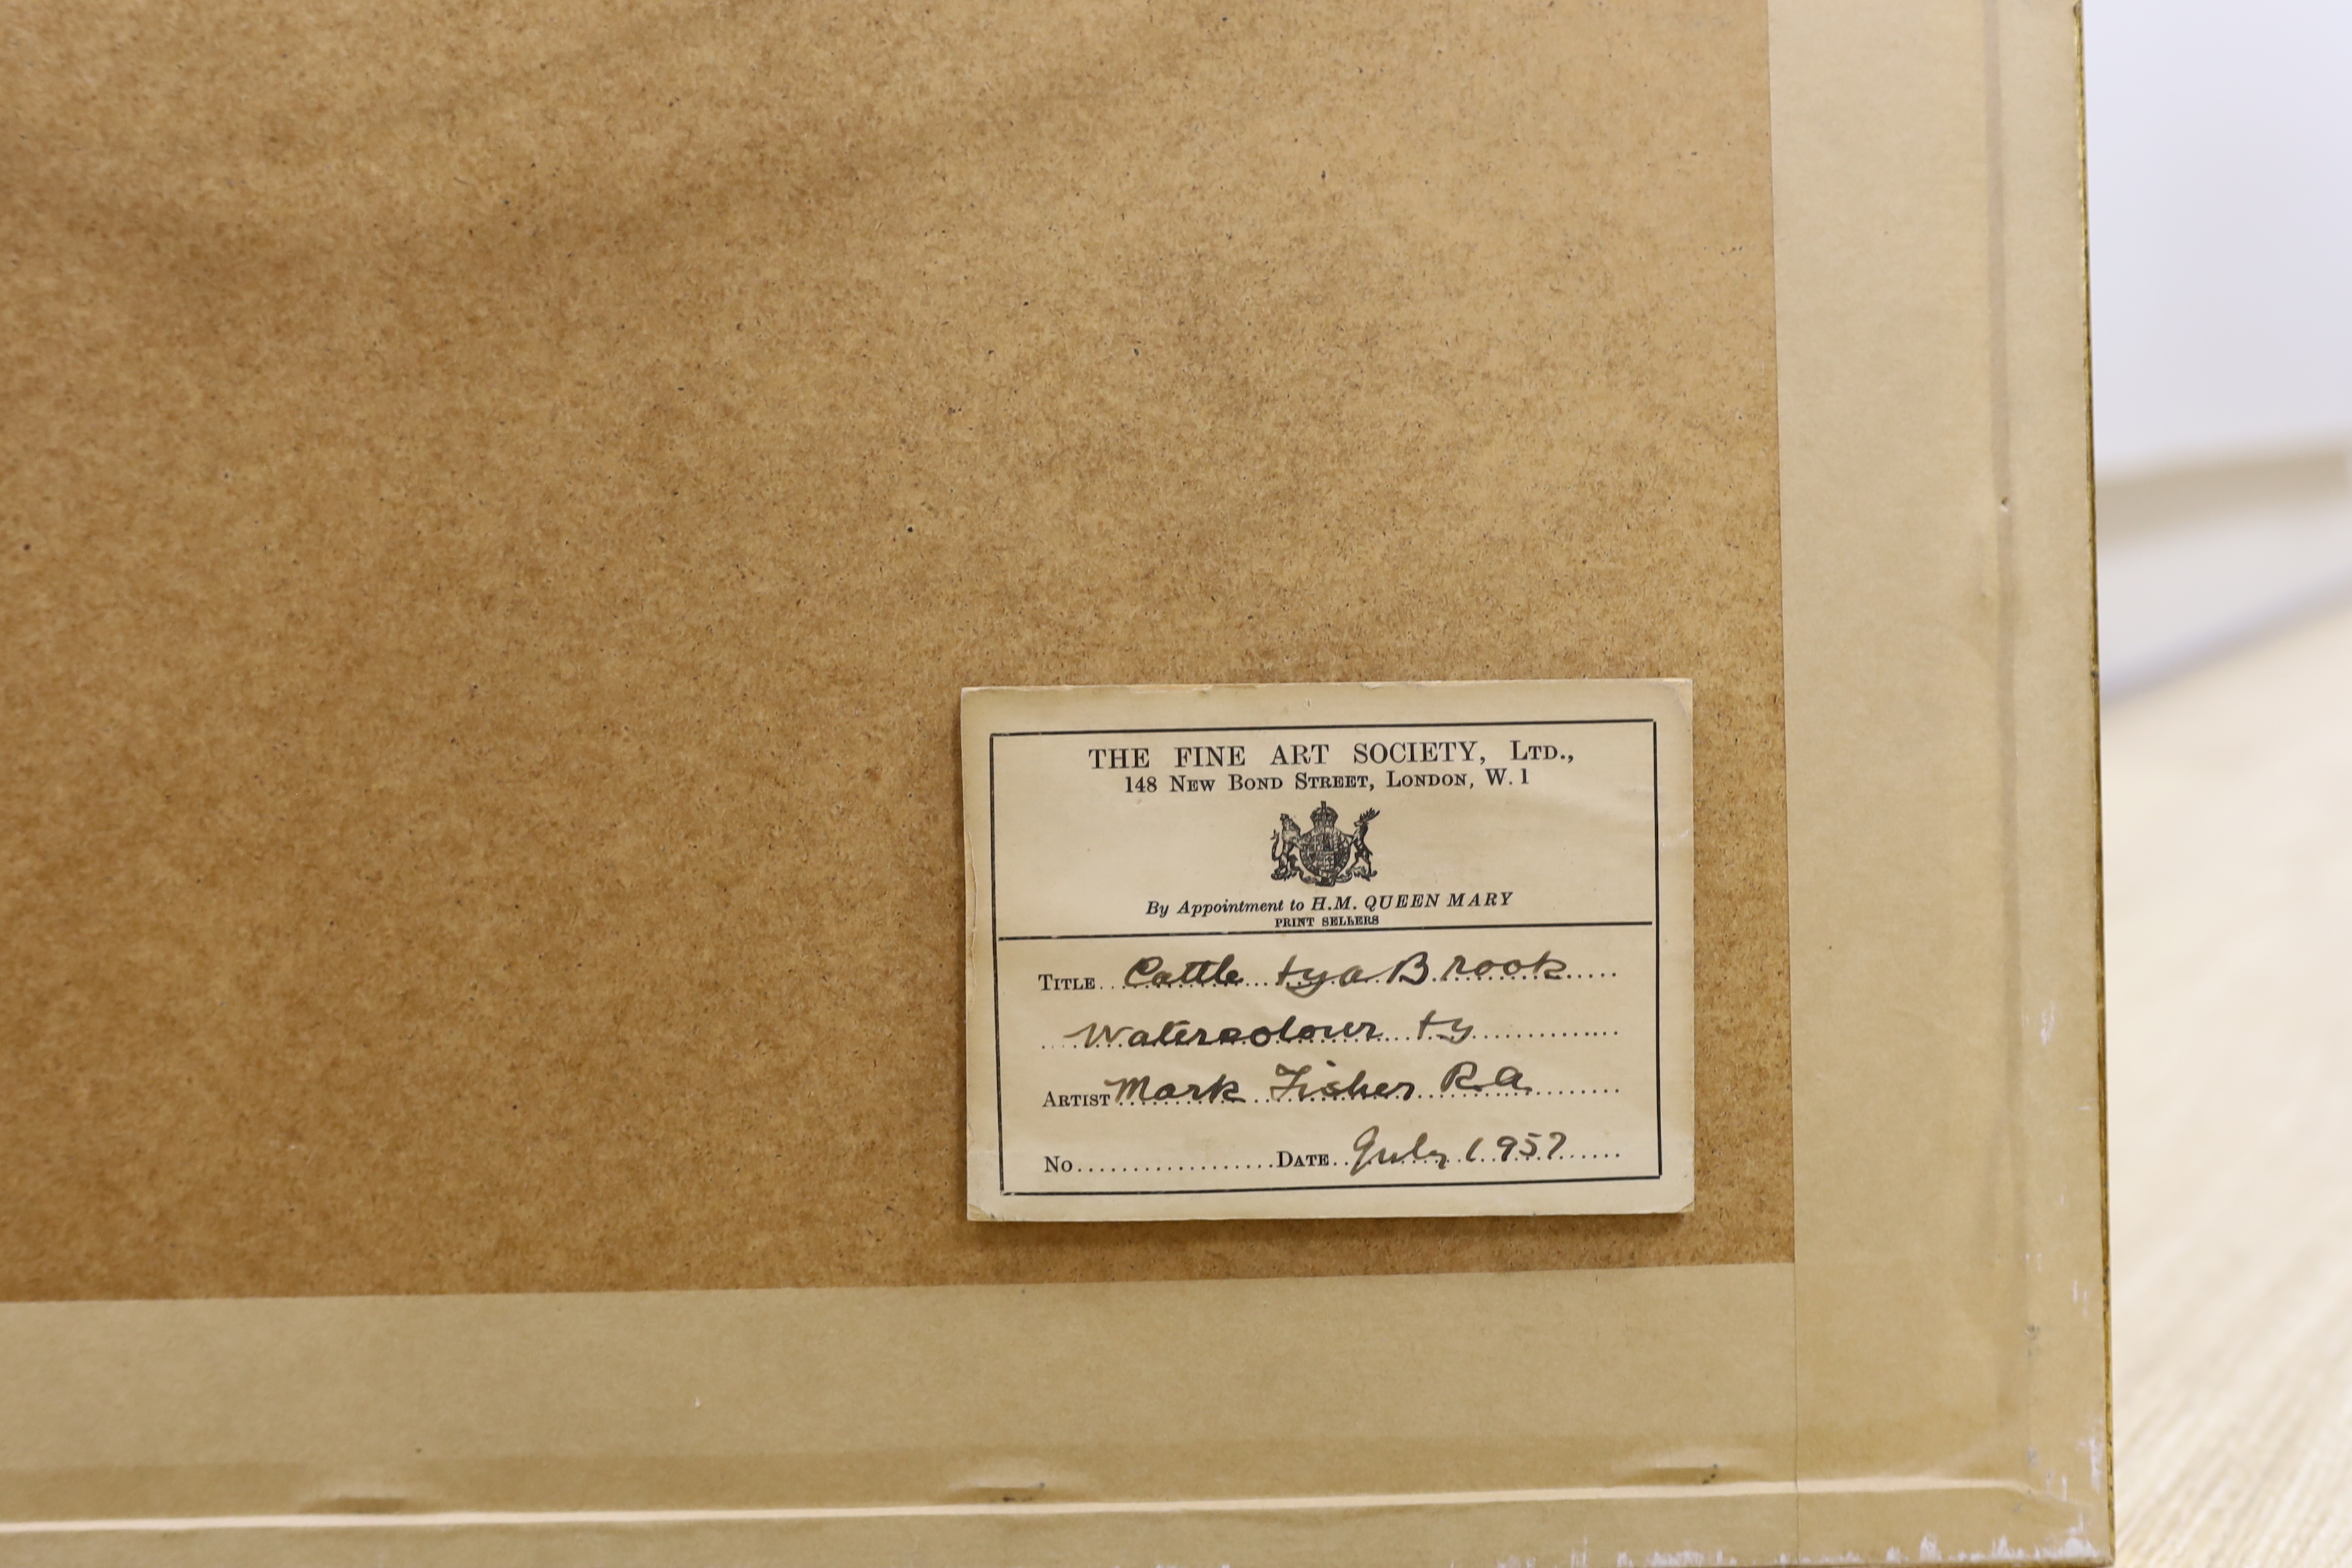 THE FINE ART SOCIETY, LTD.,
148 NEW BOND STREET, LONDON, W. 1
By Appointment to H.M. QUEEN MARY
PRINT SELLERS
TITLE Cattle by a Brook
Watercolour by
ARTIST Mark Fisher R.A.
No. DATE July 1957